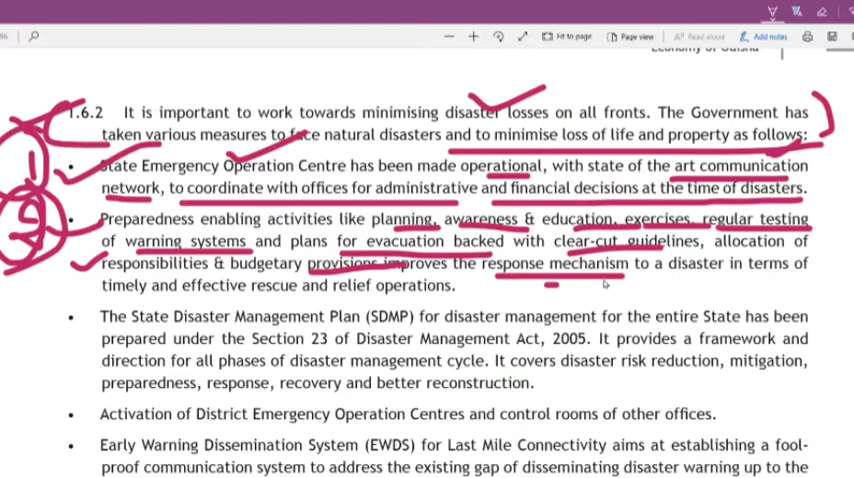 Fit to page
Page view
Read aloud
Add notes
Economy of Odisha
1.6.2 It is important to work towards minimising disaster losses on all fronts. The Government has
taken various measures to face natural disasters and to minimise loss of life and property as follows:
• State Emergency Operation Centre has been made operational, with state of the art communication
network, to coordinate with offices for administrative and financial decisions at the time of disasters.
• Preparedness enabling activities like planning, awareness & education, exercises, regular testing
of warning systems and plans for evacuation backed with clear-cut guidelines, allocation of
responsibilities & budgetary provisions improves the response mechanism to a disaster in terms of
timely and effective rescue and relief operations.
• The State Disaster Management Plan (SDMP) for disaster management for the entire State has been
prepared under the Section 23 of Disaster Management Act, 2005. It provides a framework and
direction for all phases of disaster management cycle. It covers disaster risk reduction, mitigation,
preparedness, response, recovery and better reconstruction.
• Activation of District Emergency Operation Centres and control rooms of other offices.
• Early Warning Dissemination System (EWDS) for Last Mile Connectivity aims at establishing a fool-
proof communication system to address the existing gap of disseminating disaster warning up to the